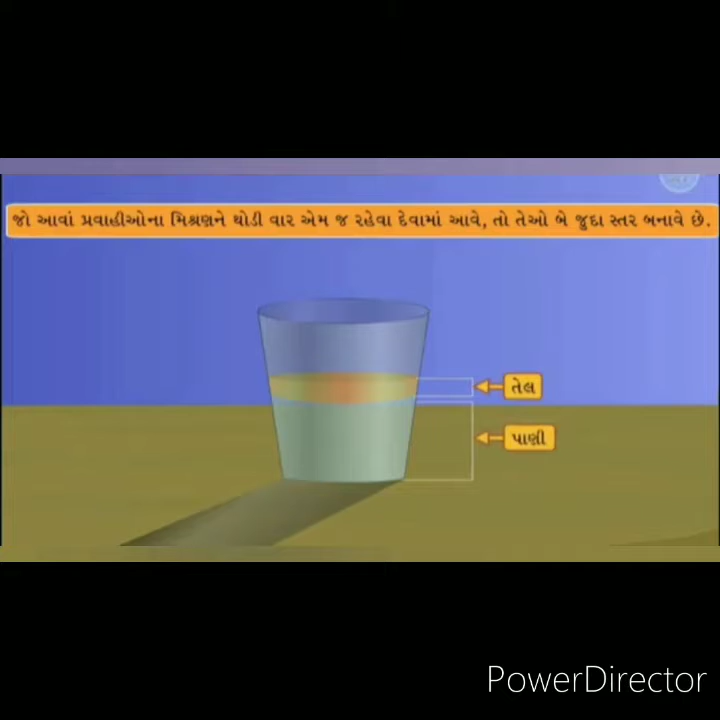 જો આવાં પ્રવાહીઓના મિશ્રણને થોડી વાર એમ જ રહેવા દેવામાં આવે, તો તેઓ બે જુદા સ્તર બનાવે છે.
તેલ
પાણી
PowerDirector